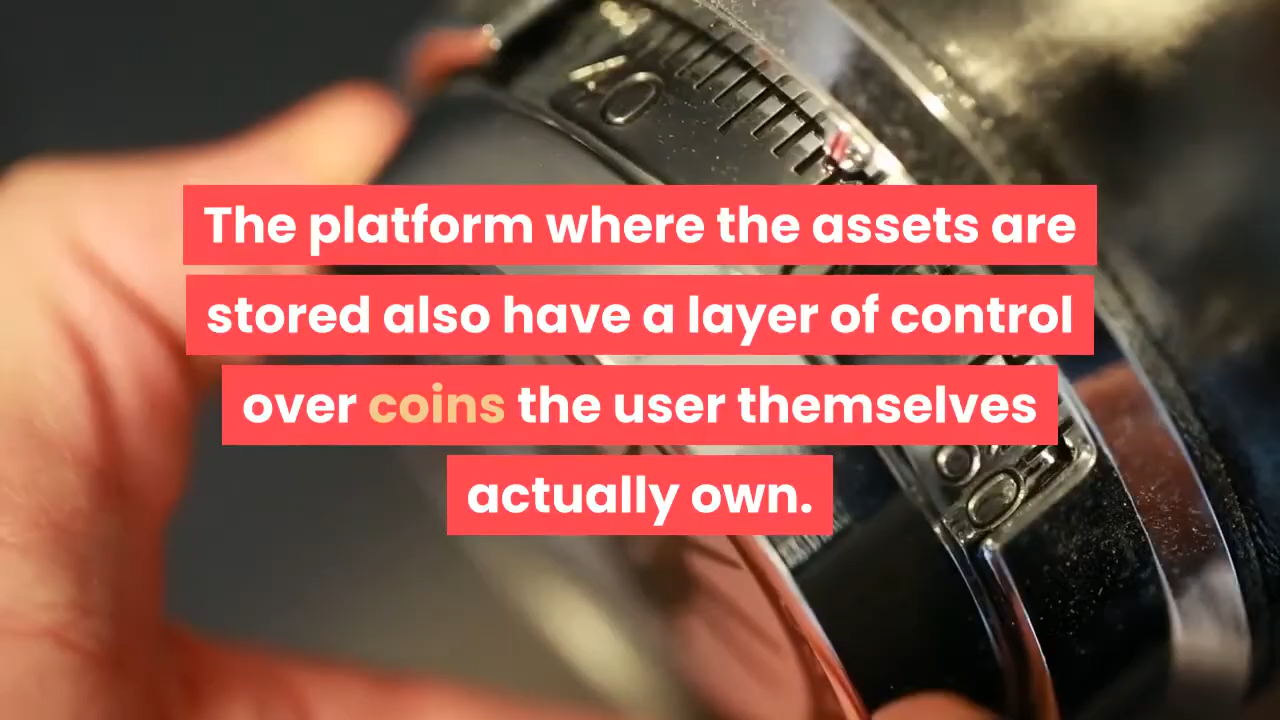 40
The platform where the assets are
stored also have a layer of control
over coins the user themselves
actually own.